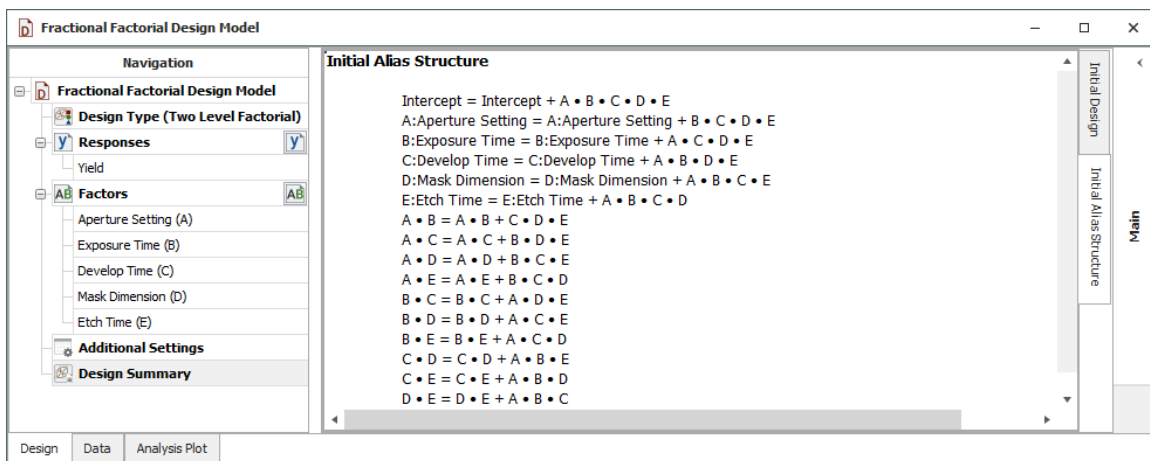 Fractional Factorial Design Model
Navigation
Fractional Factorial Design Model
Design Type (Two Level Factorial)
Responses
Yield
Factors
Aperture Setting (A)
Exposure Time (B)
Develop Time (C)
Mask Dimension (D)
Etch Time (E)
Additional Settings
Design Summary
Initial Alias Structure
Intercept = Intercept + A • B • C • D • E
A:Aperture Setting = A:Aperture Setting + B • C • D • E
B:Exposure Time = B:Exposure Time + A • C • D • E
C:Develop Time = C:Develop Time + A • B • D • E
D:Mask Dimension = D:Mask Dimension + A • B • C • E
E:Etch Time = E:Etch Time + A • B • C • D
A • B = A • B + C • D • E
A • C = A • C + B • D • E
A • D = A • D + B • C • E
A • E = A • E + B • C • D
B • C = B • C + A • D • E
B • D = B • D + A • C • E
B • E = B • E + A • C • D
C • D = C • D + A • B • E
C • E = C • E + A • B • D
D • E = D • E + A • B • C
Initial Design
Initial Alias Structure
Main
Design
Data
Analysis Plot